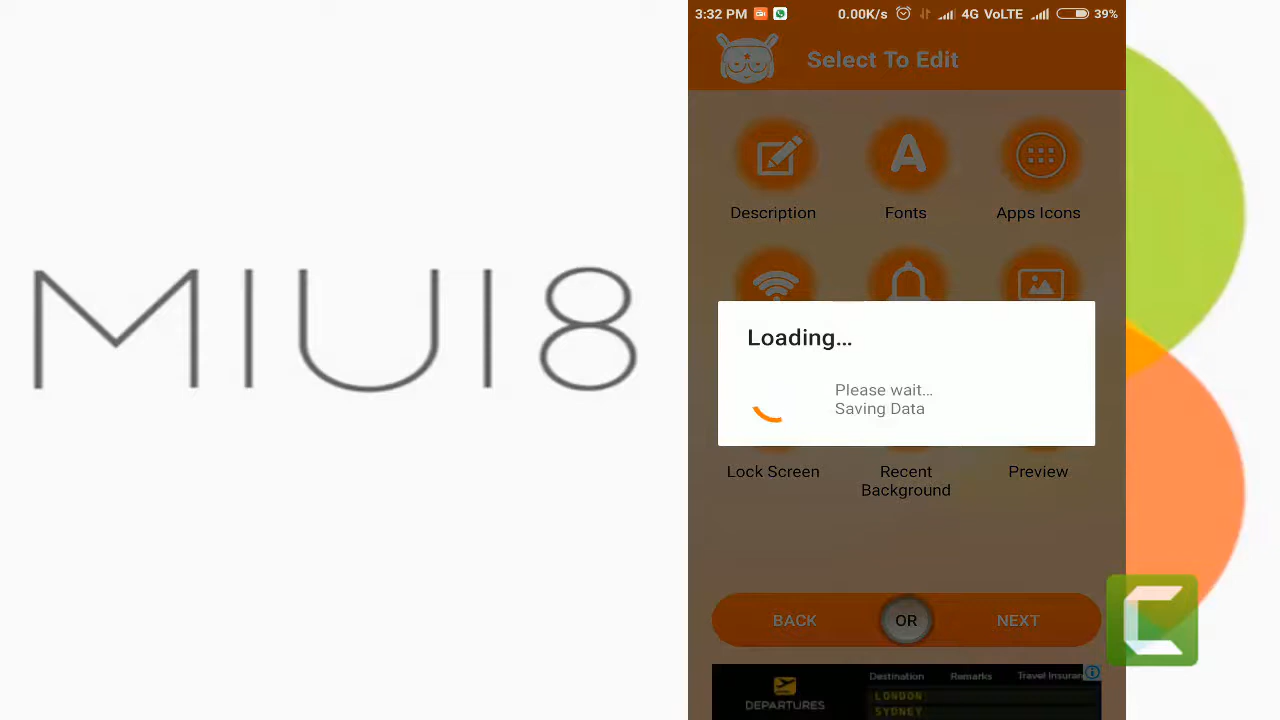 MIUI8
3:32 PM 0.00K/s 4G VoLTE 39%
Select To Edit
Description Fonts Apps Icons
Loading...
Please wait...
Saving Data
Lock Screen Recent Background Preview
BACK OR NEXT
Destination Remarks Travel Insuran
DEPARTURES
LONDON
SYDNEY